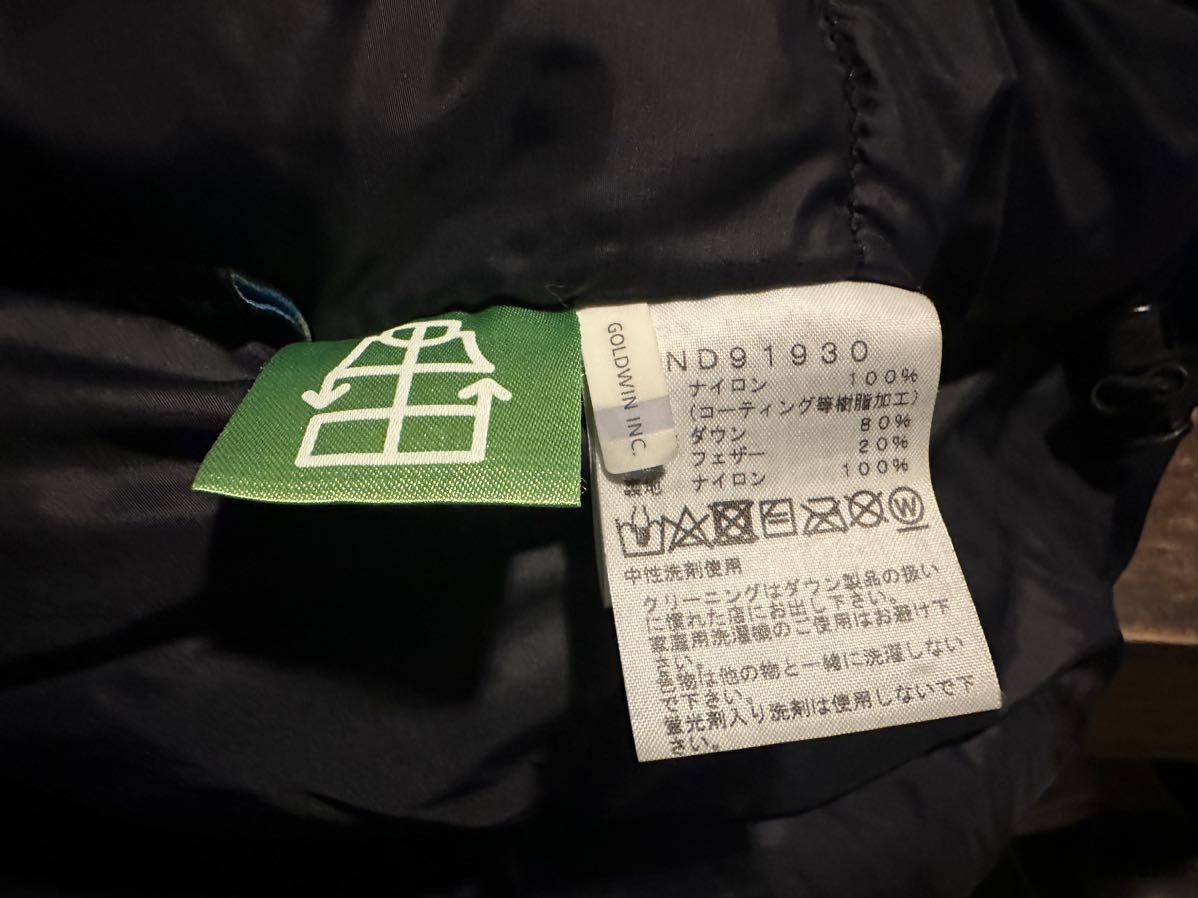 GOLDWIN INC.
ND91930
ナイロン 100%
(コーティング等樹脂加工)
ダウン 80%
フェザー 20%
裏地 ナイロン 100%
W
中性洗剤使用
クリーニングはダウン製品の扱い
に慣れた店にお出し下さい。
家庭用洗濯機のご使用はお避け下
さい。
は他の物と一緒に洗濯しない
で下さい。
蛍光剤入り洗剤は使用しないで下
さい。